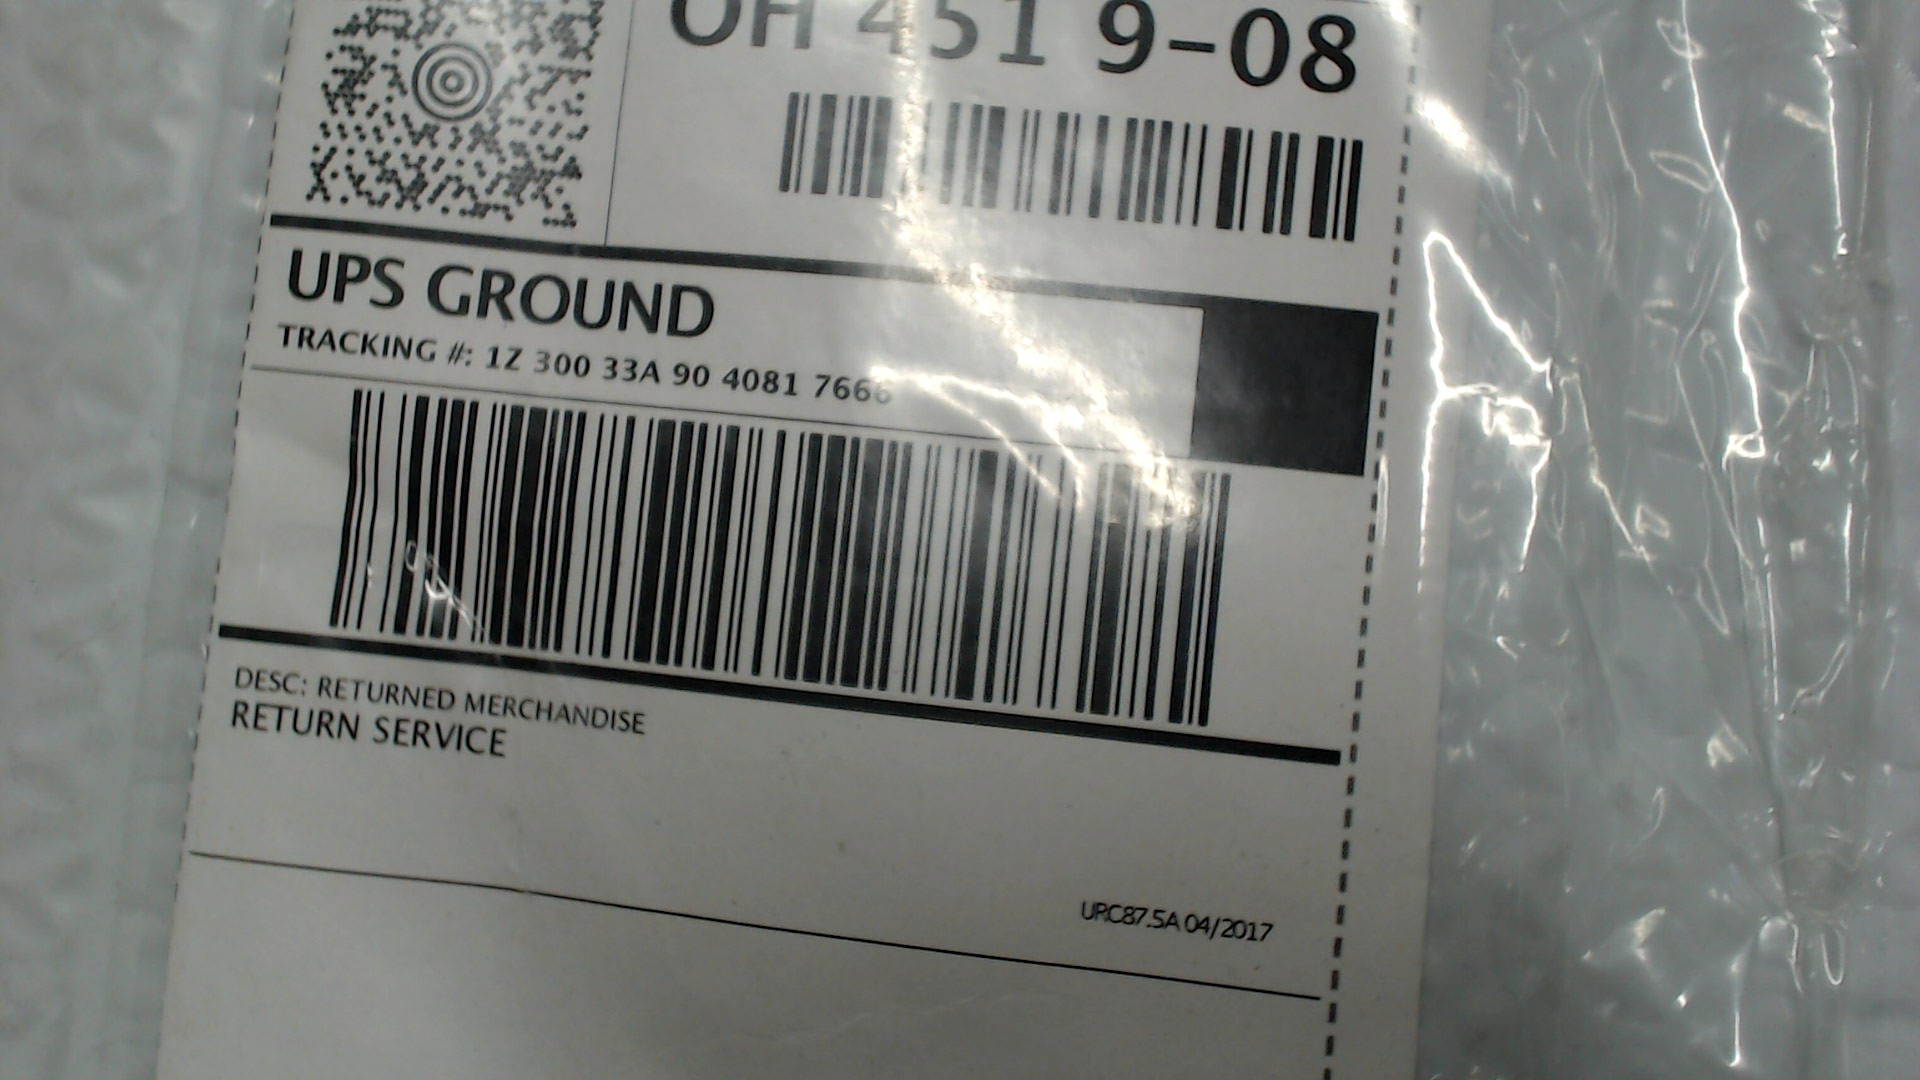 OH 451 9-08
UPS GROUND
TRACKING #: 1Z 300 33A 90 4081 7666
DESC: RETURNED MERCHANDISE
RETURN SERVICE
URC87.5A 04/2017